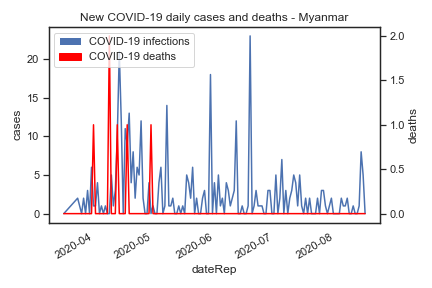 New COVID-19 daily cases and deaths - Myanmar
COVID-19 infections
COVID-19 deaths
20
15
10
5
0
cases
2.0
1.5
1.0
0.5
0.0
deaths
2020-04
2020-05
2020-06
2020-07
2020-08
dateRep